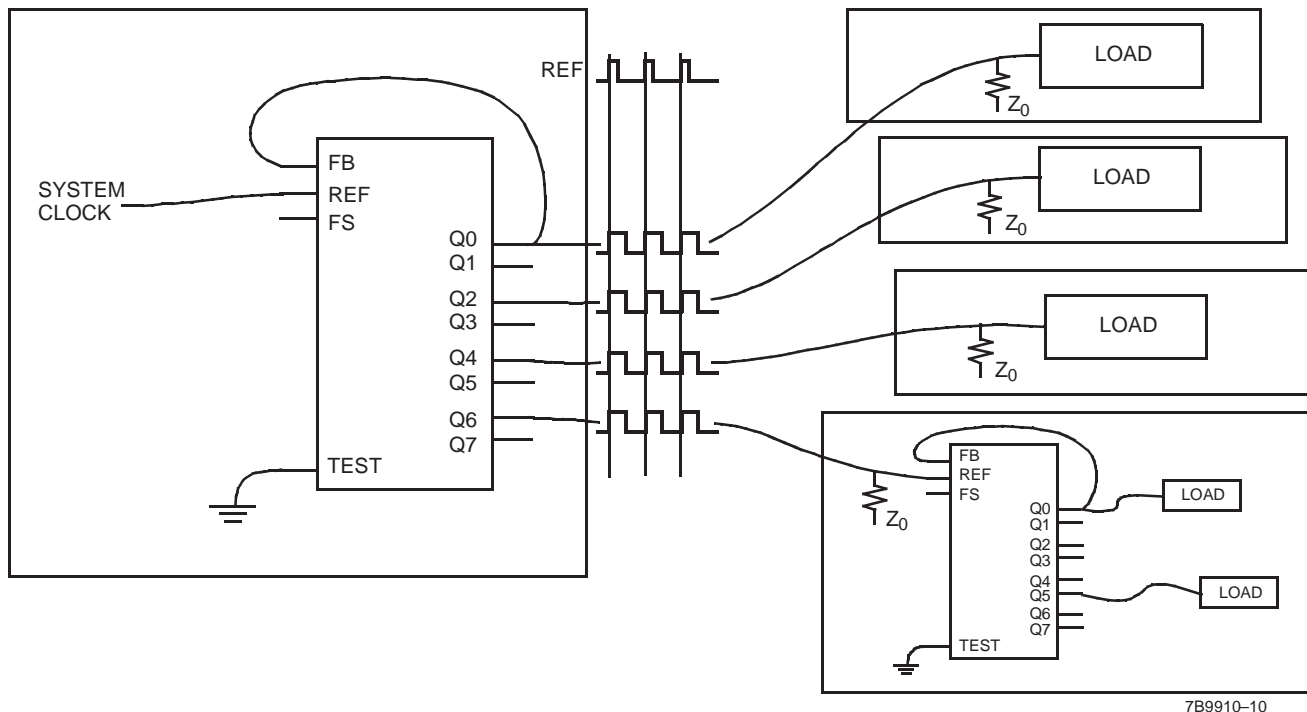 REF
LOAD
Z0
FB
SYSTEM
CLOCK
REF
FS
LOAD
Z0
Q0
Q1
Q2
Q3
Q4
Q5
Q6
Q7
TEST
LOAD
Z0
FB
REF
FS
Z0
Q0
Q1
Q2
Q3
Q4
Q5
Q6
Q7
TEST
LOAD
LOAD
7B9910–10